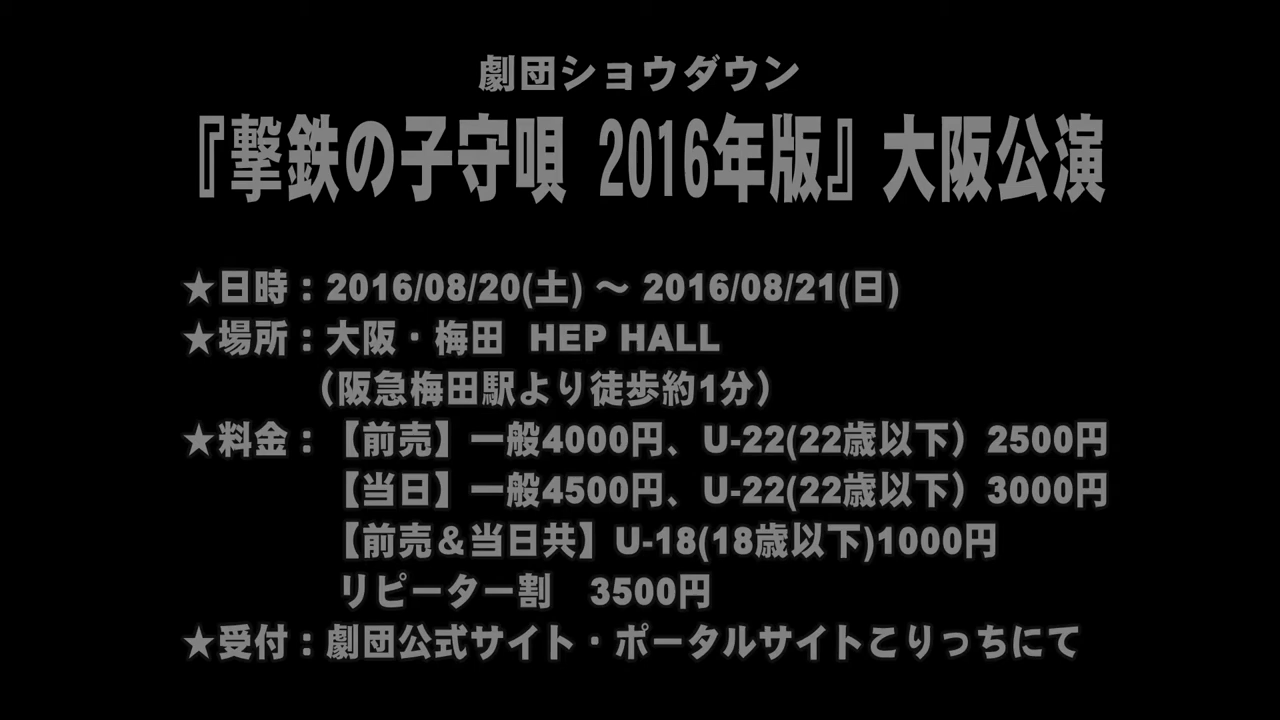 劇団ショウダウン
『撃鉄の子守唄 2016年版』大阪公演
★日時：2016/08/20(土) ～ 2016/08/21(日)
★場所：大阪・梅田 HEP HALL
（阪急梅田駅より徒歩約1分）
★料金：【前売】一般4000円、U-22(22歳以下）2500円
【当日】一般4500円、U-22(22歳以下）3000円
【前売＆当日共】U-18(18歳以下)1000円
リピーター割　3500円
★受付：劇団公式サイト・ポータルサイトこりっちにて